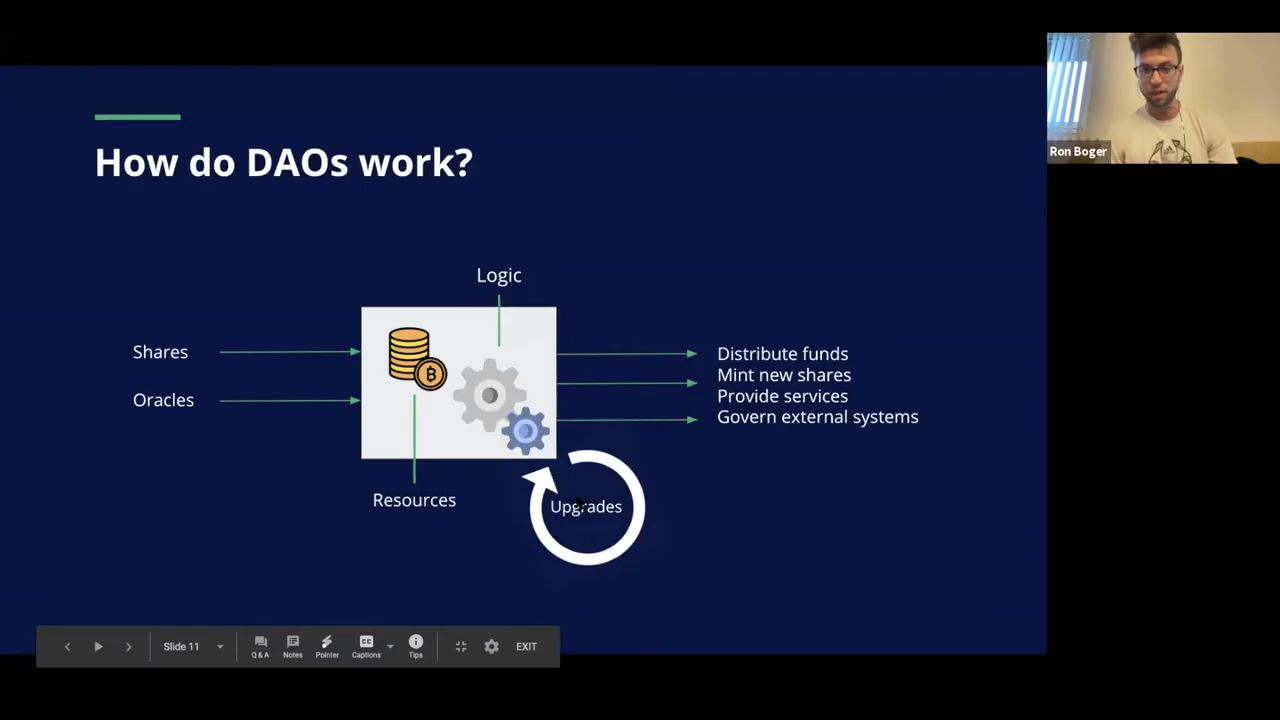 How do DAOs work?
Ron Boger
Logic
Shares
Oracles
Distribute funds
Mint new shares
Provide services
Govern external systems
Resources
Upgrades
Slide 11
Q & A
Notes
Pointer
CC
Captions
Tips
EXIT